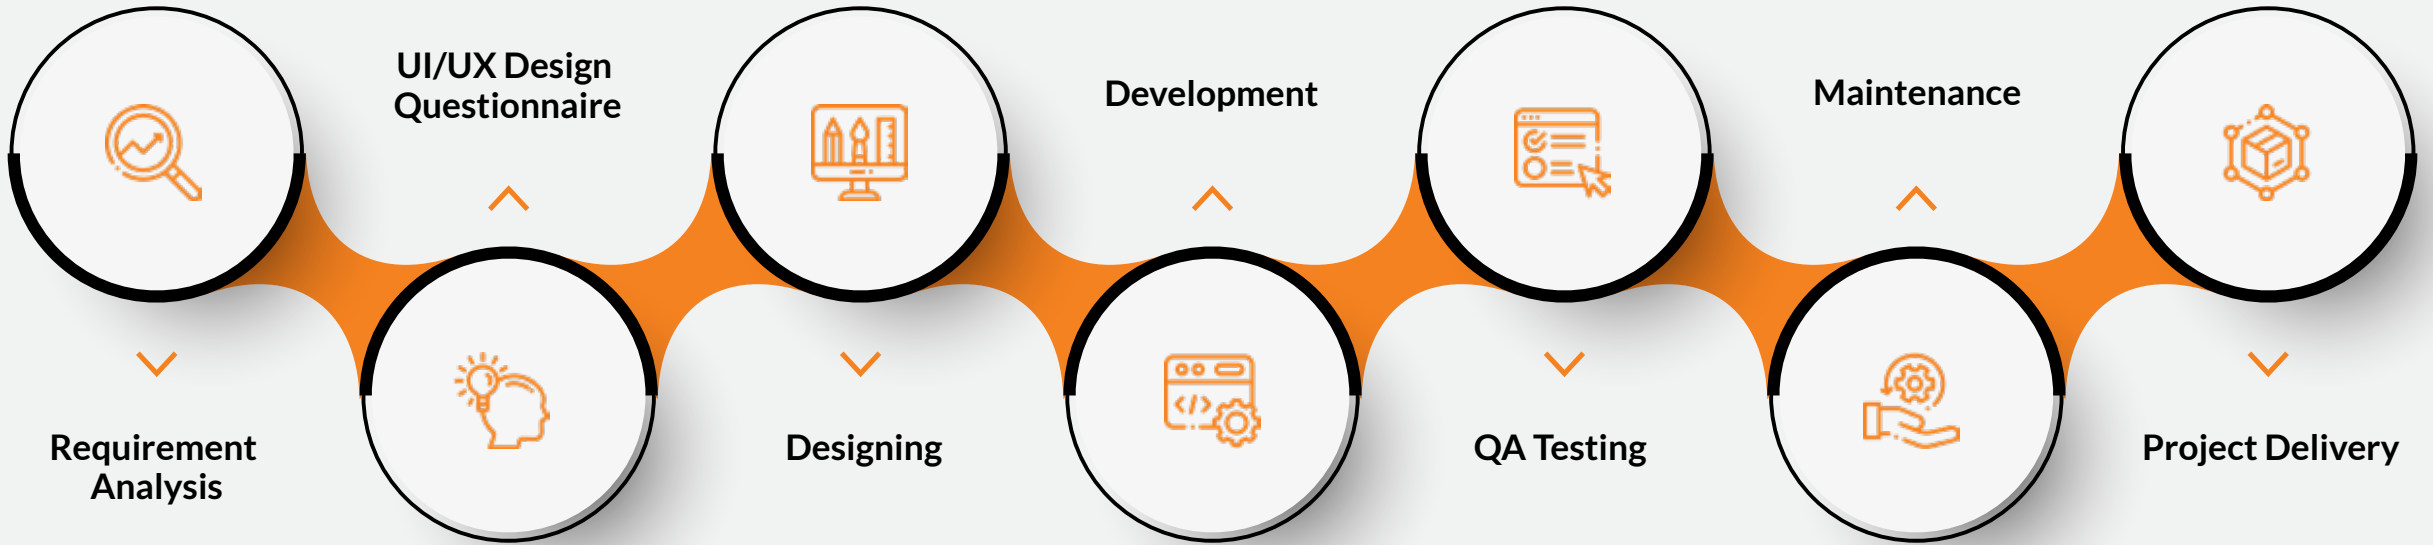 Requirement
Analysis
UI/UX Design
Questionnaire
Designing
Development
QA Testing
Maintenance
Project Delivery